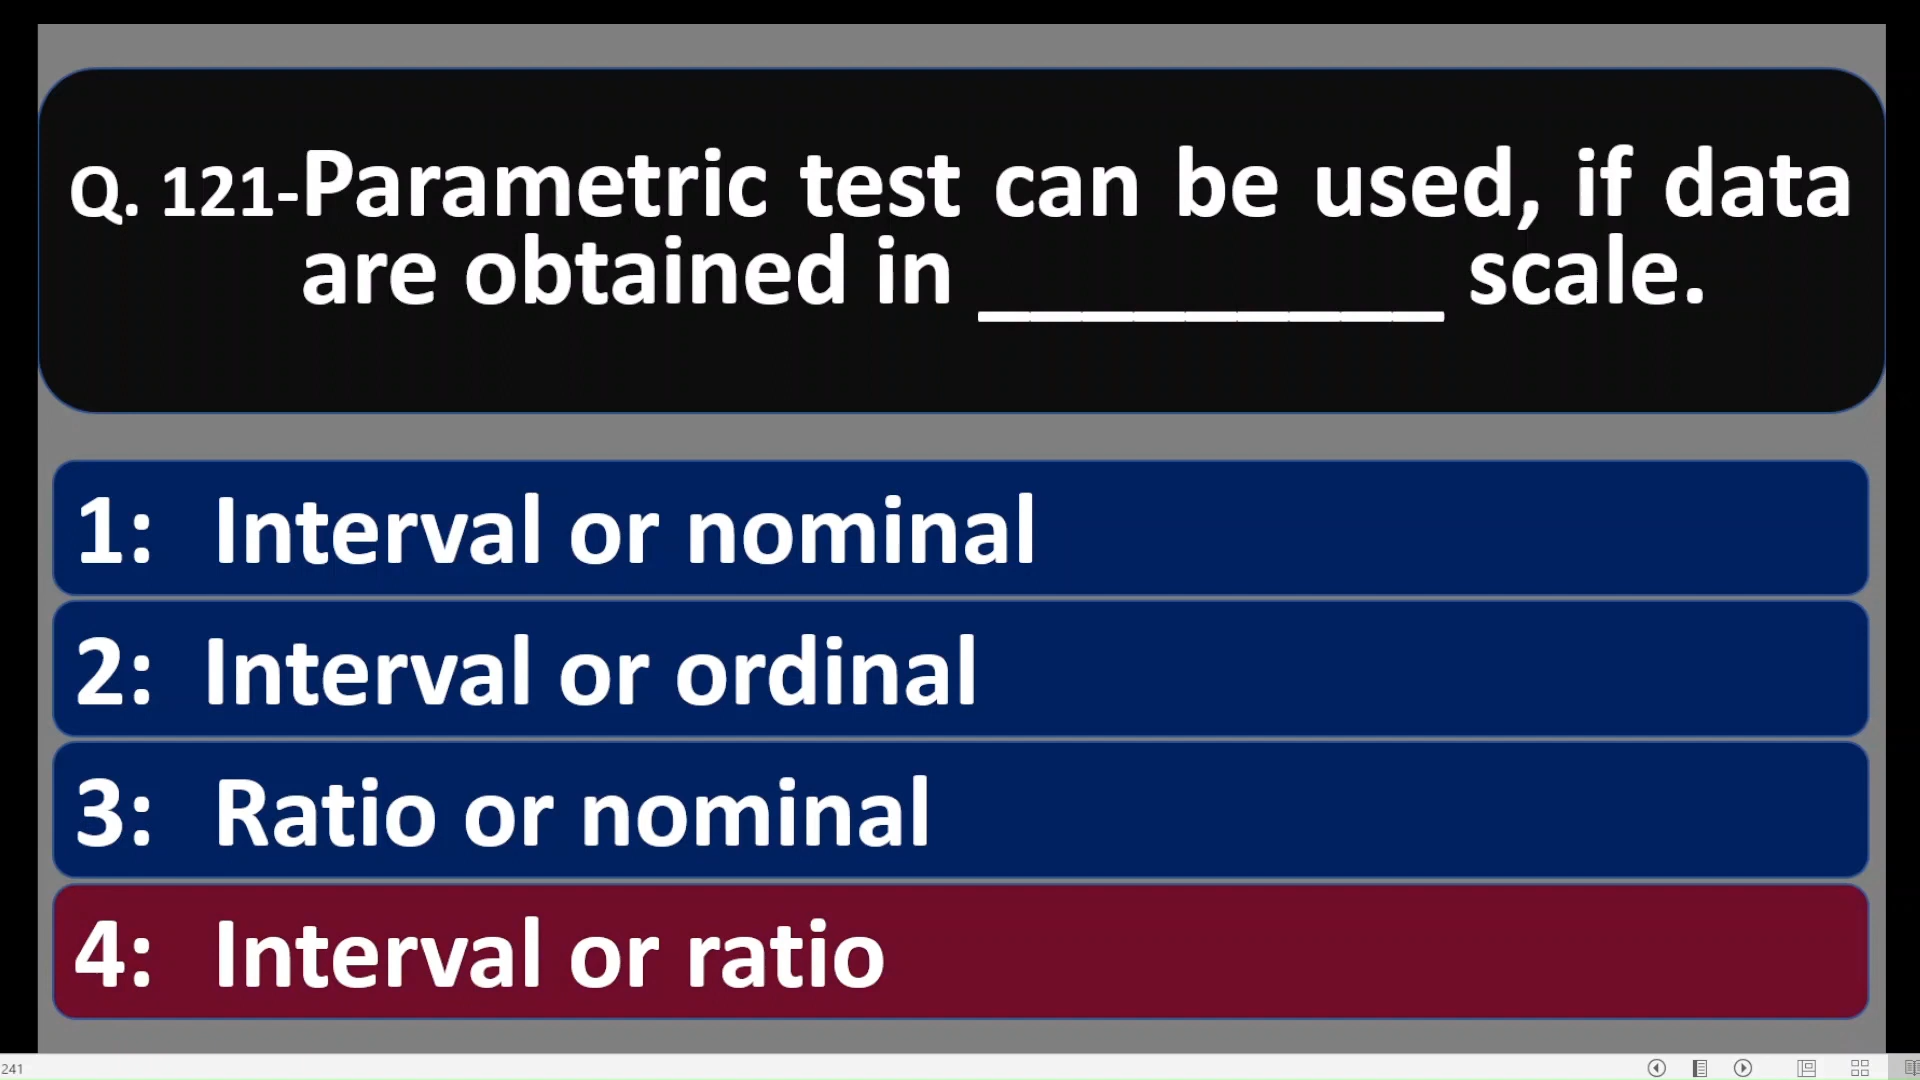 Q. 121-Parametric test can be used, if data
are obtained in _________ scale.
1: Interval or nominal
2: Interval or ordinal
3: Ratio or nominal
4: Interval or ratio
241